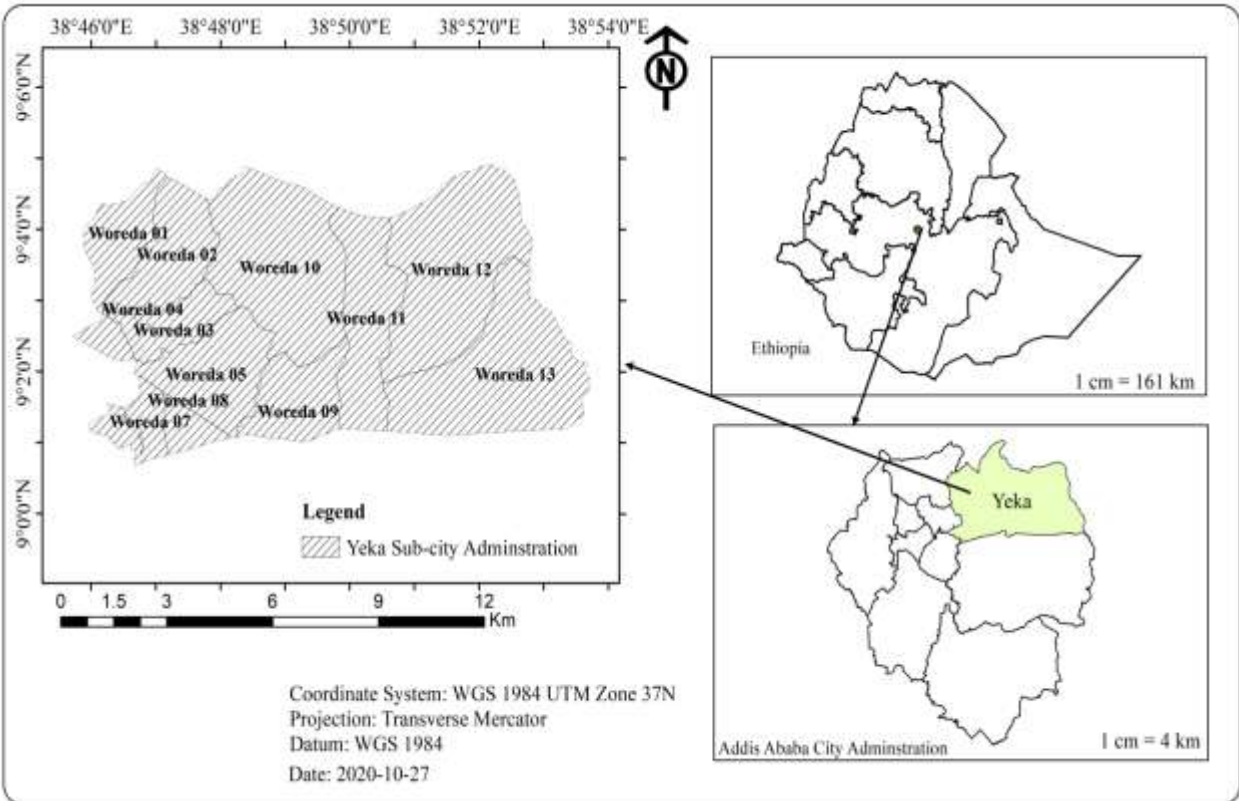 38°46'0"E 38°48'0"E 38°50'0"E 38°52'0"E 38°54'0"E
N
9°6'0"N
9°4'0"N
9°2'0"N
9°0'0"N
Woreda 01
Woreda 02
Woreda 10
Woreda 12
Woreda 04
Woreda 03
Woreda 11
Woreda 05
Woreda 13
Woreda 08
Woreda 07
Woreda 09
Legend
Yeka Sub-city Adminstration
0 1.5 3 6 9 12
Km
Coordinate System: WGS 1984 UTM Zone 37N
Projection: Transverse Mercator
Datum: WGS 1984
Date: 2020-10-27
Ethiopia
1 cm = 161 km
Yeka
Addis Ababa City Adminstration
1 cm = 4 km